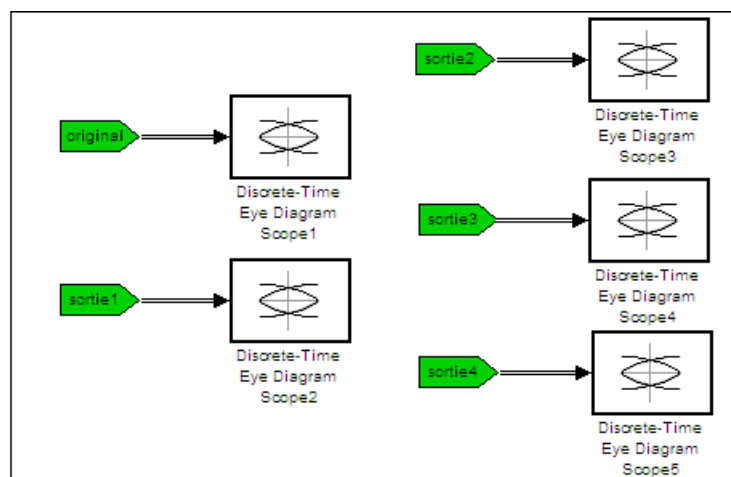 original
Discrete-Time
Eye Diagram
Scope1
sortie1
Discrete-Time
Eye Diagram
Scope2
sortie2
Discrete-Time
Eye Diagram
Scope3
sortie3
Discrete-Time
Eye Diagram
Scope4
sortie4
Discrete-Time
Eye Diagram
Scope5